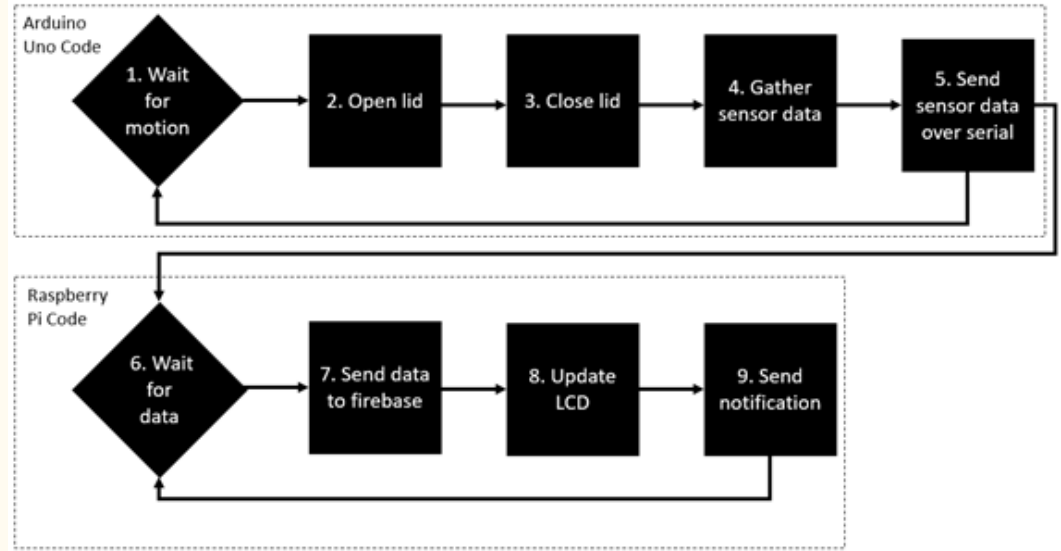 Arduino
Uno Code
1. Wait
for
motion
2. Open lid
3. Close lid
4. Gather
sensor data
5. Send
sensor data
over serial
Raspberry
Pi Code
6. Wait
for
data
7. Send data
to firebase
8. Update
LCD
9. Send
notification